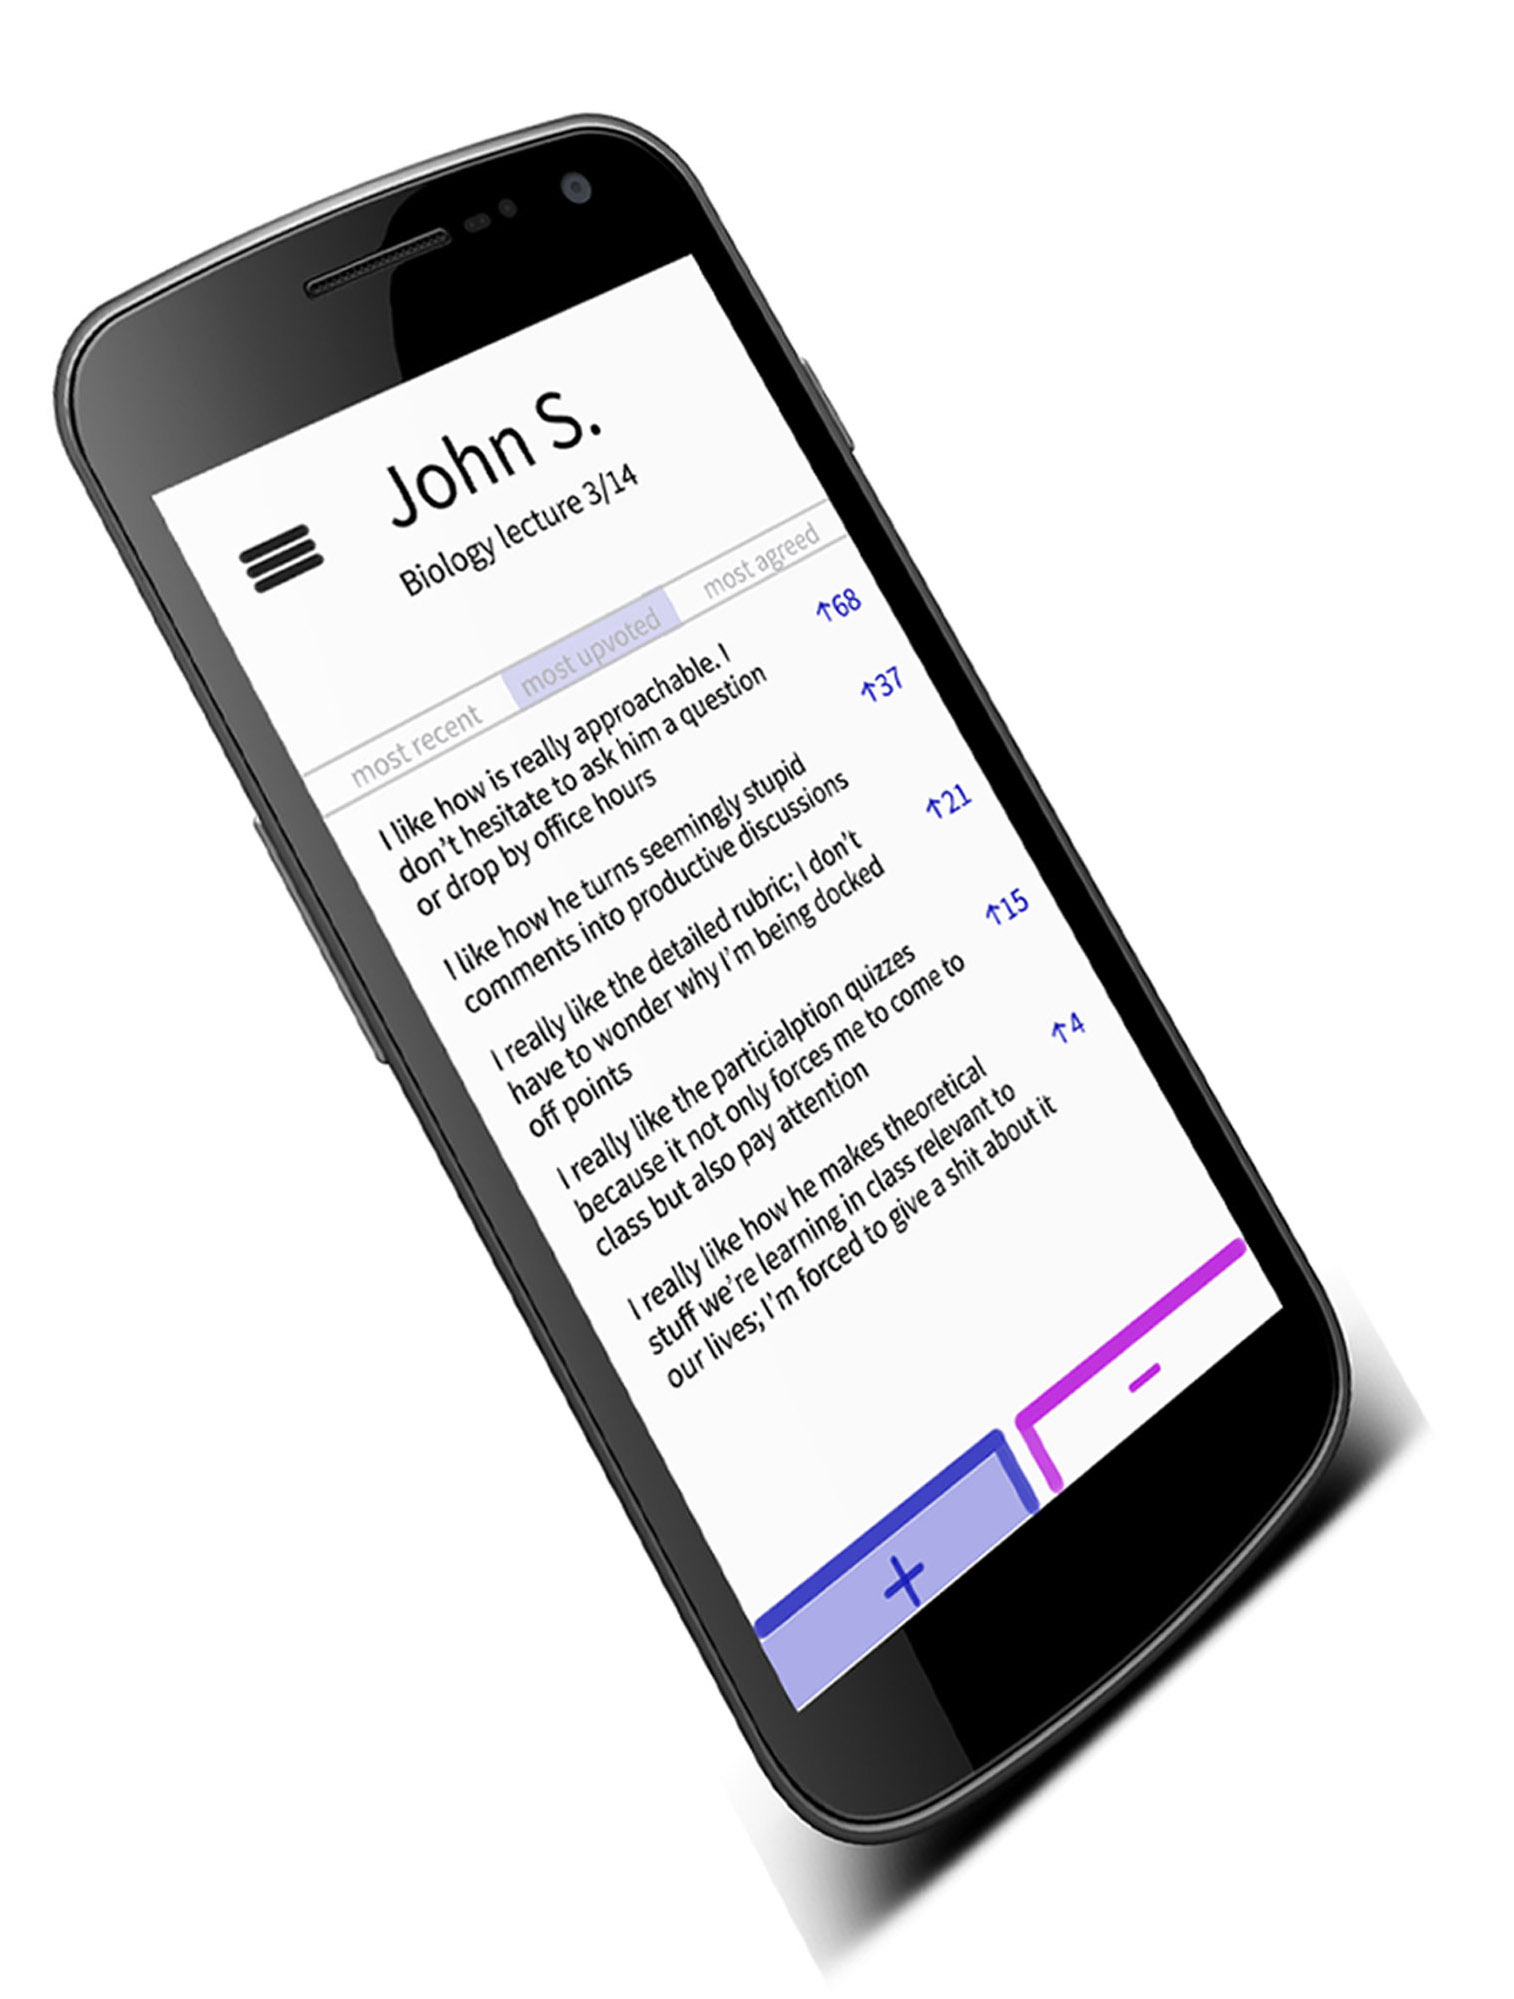 John S.
Biology lecture 3/14
most recent
most upvoted
most agreed
I like how is really approachable. I
don't hesitate to ask him a question
or drop by office hours
↑68
I like how he turns seemingly stupid
comments into productive discussions
↑37
I really like the detailed rubric; I don't
have to wonder why I'm being docked
off points
↑21
I really like the particialption quizzes
because it not only forces me to come to
class but also pay attention
↑15
I really like how he makes theoretical
stuff we're learning in class relevant to
our lives; I'm forced to give a shit about it
↑4
+
-